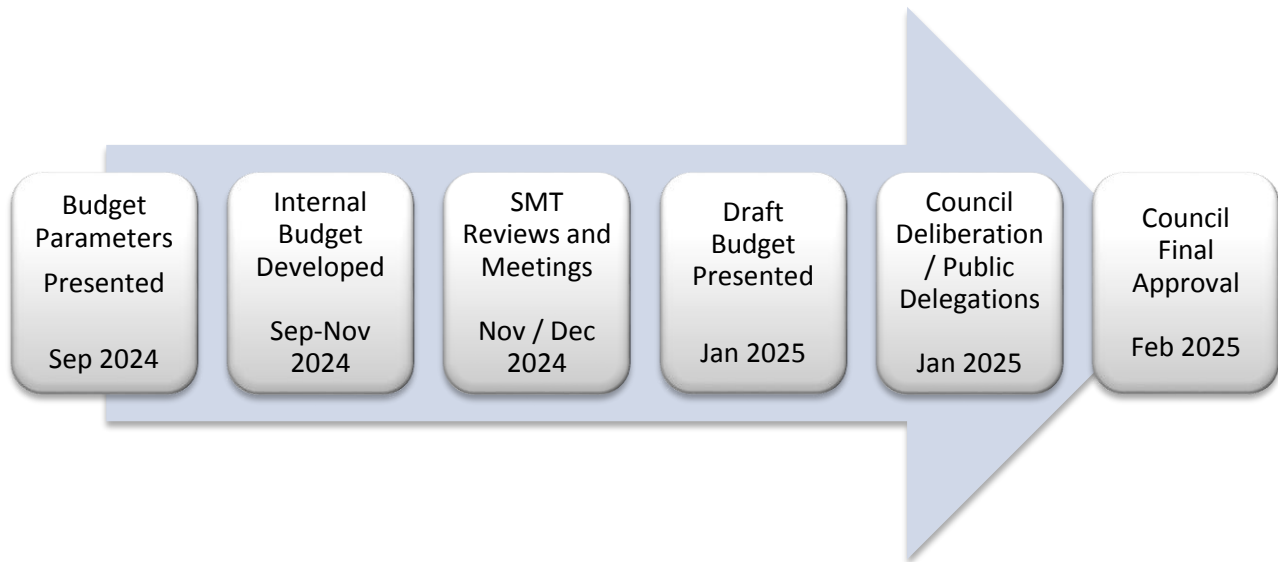 Budget
Parameters
Presented
Sep 2024
Internal
Budget
Developed
Sep-Nov
2024
SMT
Reviews and
Meetings
Nov / Dec
2024
Draft
Budget
Presented
Jan 2025
Council
Deliberation
/ Public
Delegations
Jan 2025
Council
Final
Approval
Feb 2025